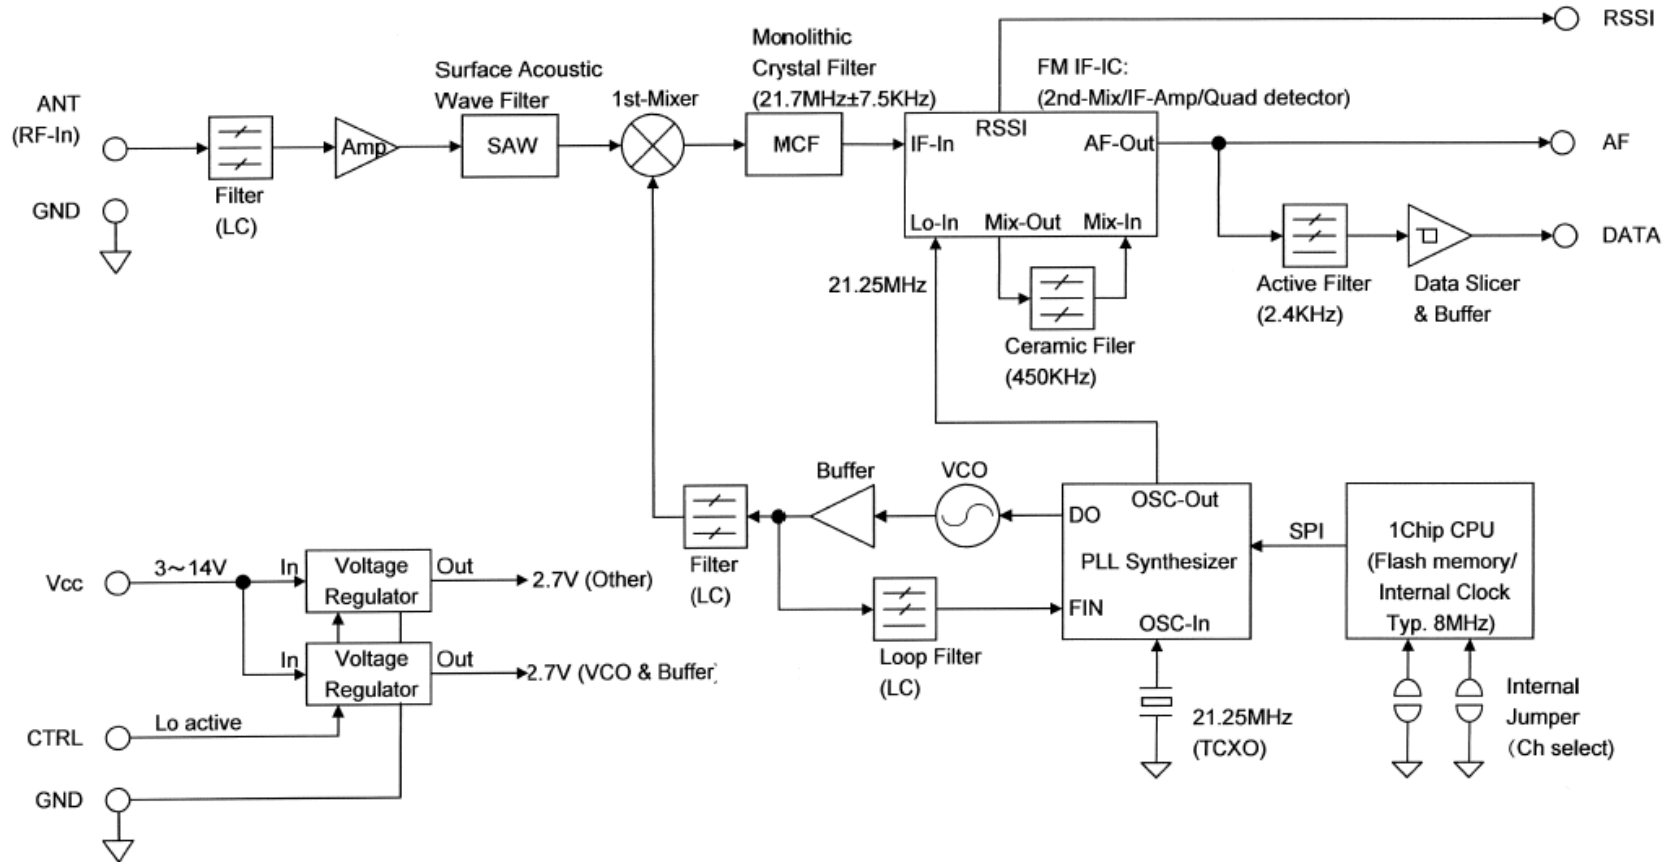 RSSI
Monolithic
Crystal Filter
(21.7MHz±7.5KHz)
FM IF-IC:
(2nd-Mix/IF-Amp/Quad detector)
Surface Acoustic
Wave Filter
1st-Mixer
ANT
(RF-In)
Amp
SAW
MCF
RSSI
IF-In
AF-Out
AF
Filter
(LC)
GND
Lo-In
Mix-Out
Mix-In
DATA
21.25MHz
Active Filter
(2.4KHz)
Data Slicer
& Buffer
Ceramic Filer
(450KHz)
Buffer
VCO
OSC-Out
DO
PLL Synthesizer
FIN
OSC-In
SPI
1Chip CPU
(Flash memory/
Internal Clock
Typ. 8MHz)
Filter
(LC)
Loop Filter
(LC)
21.25MHz
(TCXO)
Internal
Jumper
(Ch select)
Vcc
3~14V
In
Voltage
Regulator
Out
2.7V (Other)
In
Voltage
Regulator
Out
2.7V (VCO & Buffer)
CTRL
Lo active
GND